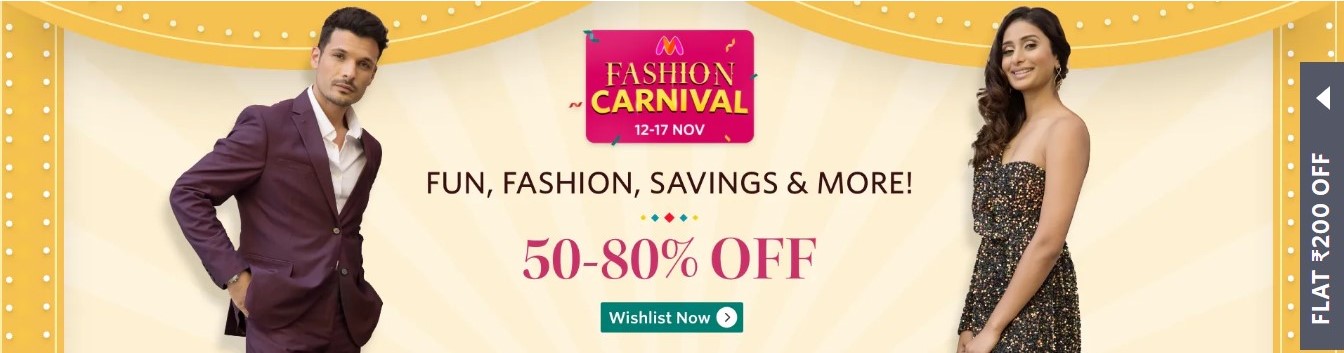 FASHION
CARNIVAL
12-17 NOV
FUN, FASHION, SAVINGS & MORE!
50-80% OFF
Wishlist Now
FLAT ₹200 OFF